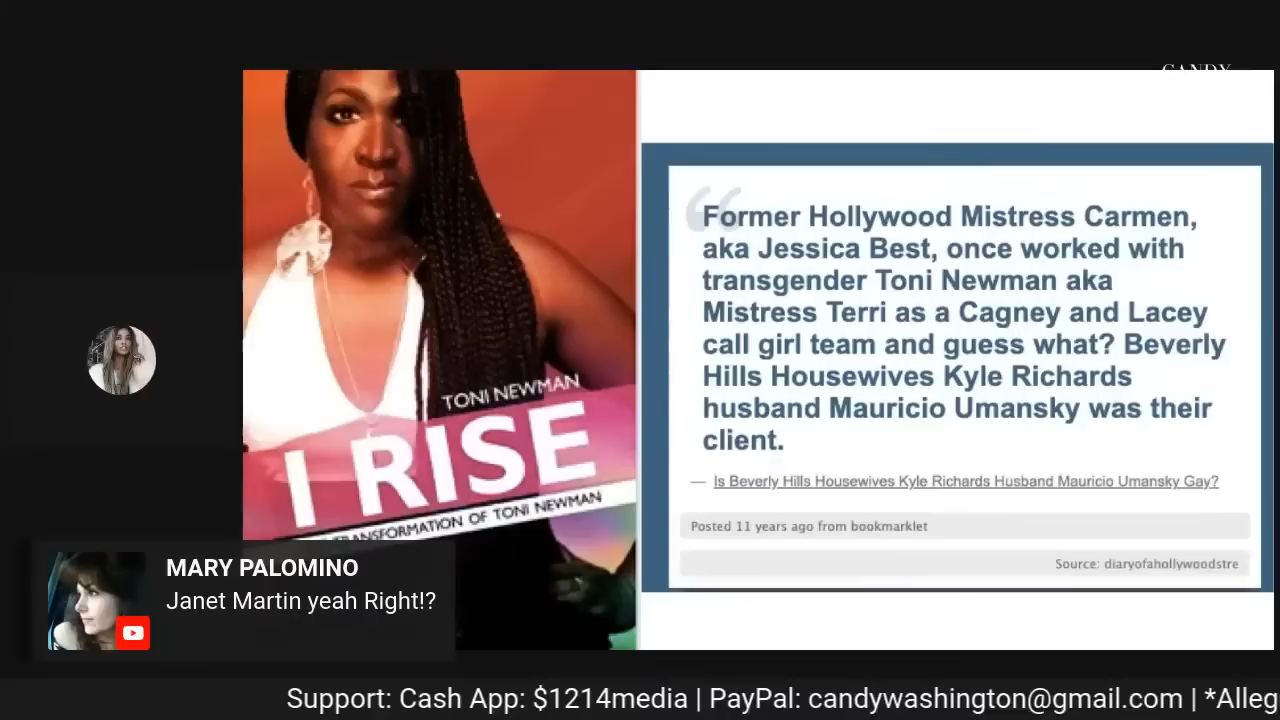 CANDY
TONI NEWMAN
I RISE
TRANSFORMATION OF TONI NEWMAN
Former Hollywood Mistress Carmen,
aka Jessica Best, once worked with
transgender Toni Newman aka
Mistress Terri as a Cagney and Lacey
call girl team and guess what? Beverly
Hills Housewives Kyle Richards
husband Mauricio Umansky was their
client.
— Is Beverly Hills Housewives Kyle Richards Husband Mauricio Umansky Gay?
Posted 11 years ago from bookmarklet
Source: diaryofahollywoodstre
MARY PALOMINO
Janet Martin yeah Right!?
Support: Cash App: $1214media | PayPal: candywashington@gmail.com | *Alleg